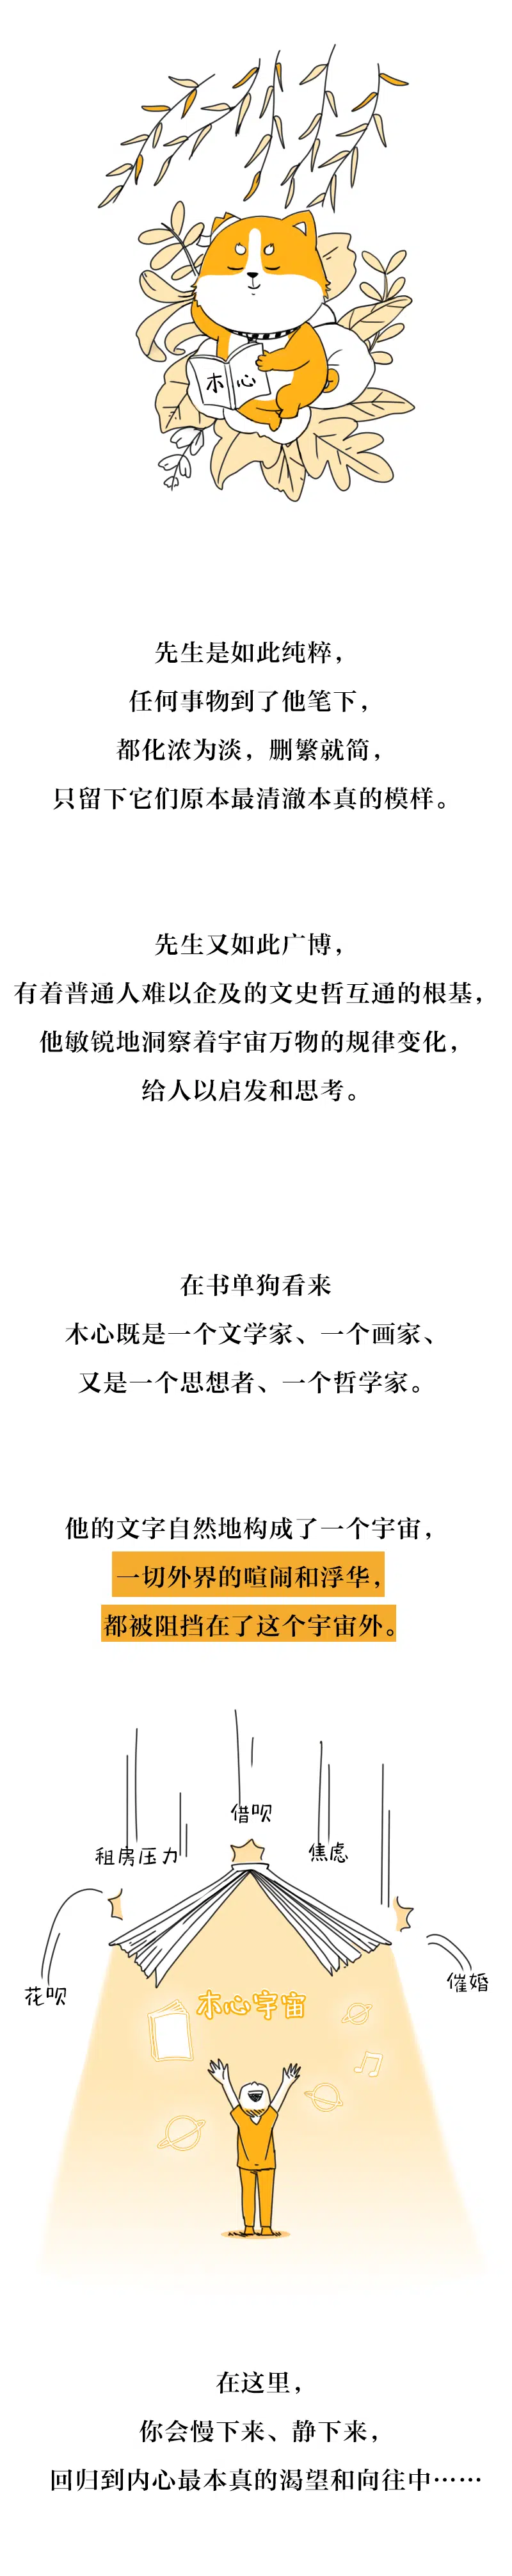 木心
先生是如此纯粹，
任何事物到了他笔下，
都化浓为淡，删繁就简，
只留下它们原本最清澈本真的模样。
先生又如此广博，
有着普通人难以企及的文史哲互通的根基，
他敏锐地洞察着宇宙万物的规律变化，
给人以启发和思考。
在书单狗看来
木心既是一个文学家、一个画家、
又是一个思想者、一个哲学家。
他的文字自然地构成了一个宇宙，
一切外界的喧闹和浮华，
都被阻挡在了这个宇宙外。
借呗
租房压力
焦虑
花呗
催婚
木心宇宙
在这里，
你会慢下来、静下来，
回归到内心最本真的渴望和向往中……